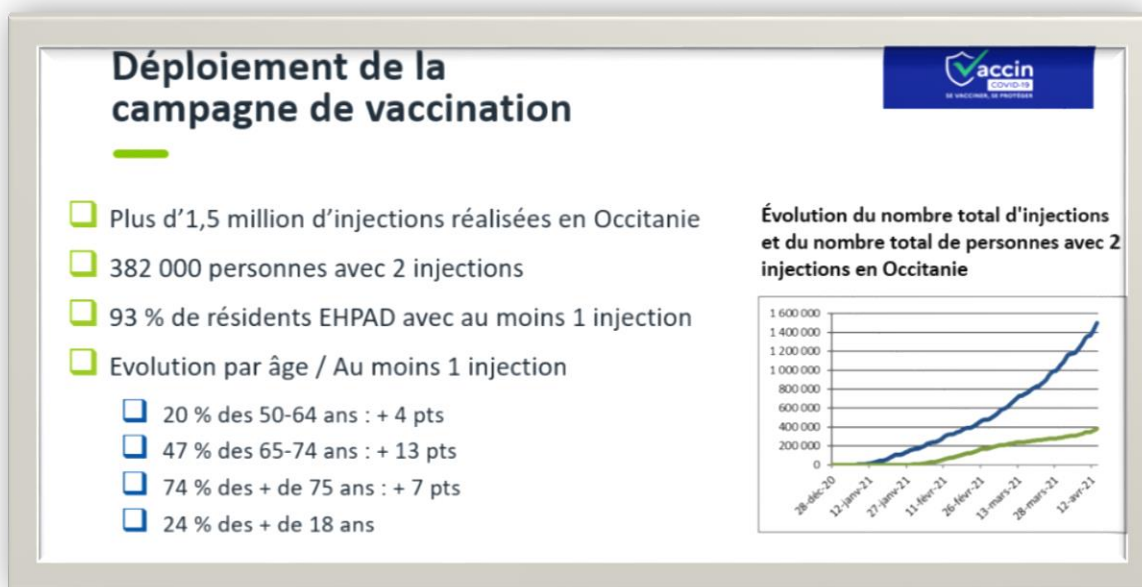 Déploiement de la
campagne de vaccination
Vaccin
COVID-19
SE VACCINER, SE PROTÉGER
Plus d'1,5 million d'injections réalisées en Occitanie
382 000 personnes avec 2 injections
93 % de résidents EHPAD avec au moins 1 injection
Evolution par âge / Au moins 1 injection
20 % des 50-64 ans : + 4 pts
47 % des 65-74 ans : + 13 pts
74 % des + de 75 ans : + 7 pts
24 % des + de 18 ans
Évolution du nombre total d'injections
et du nombre total de personnes avec 2
injections en Occitanie
1 600 000
1 400 000
1 200 000
1 000 000
800 000
600 000
400 000
200 000
0
28-déc-20
12-janv-21
27-janv-21
11-févr-21
26-févr-21
13-mars-21
28-mars-21
12-avr-21